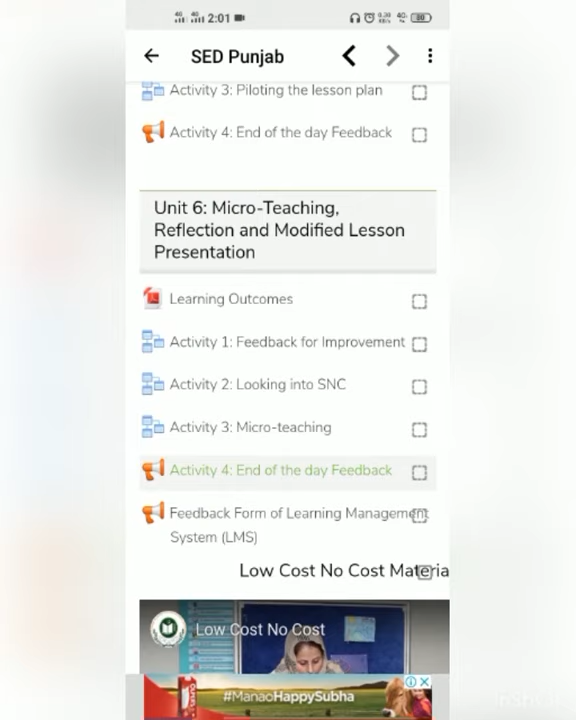 2:01
SED Punjab
Activity 3: Piloting the lesson plan
Activity 4: End of the day Feedback
Unit 6: Micro-Teaching,
Reflection and Modified Lesson
Presentation
Learning Outcomes
Activity 1: Feedback for Improvement
Activity 2: Looking into SNC
Activity 3: Micro-teaching
Activity 4: End of the day Feedback
Feedback Form of Learning Management
System (LMS)
Low Cost No Cost Materia
Low Cost No Cost
#ManaoHappySubha